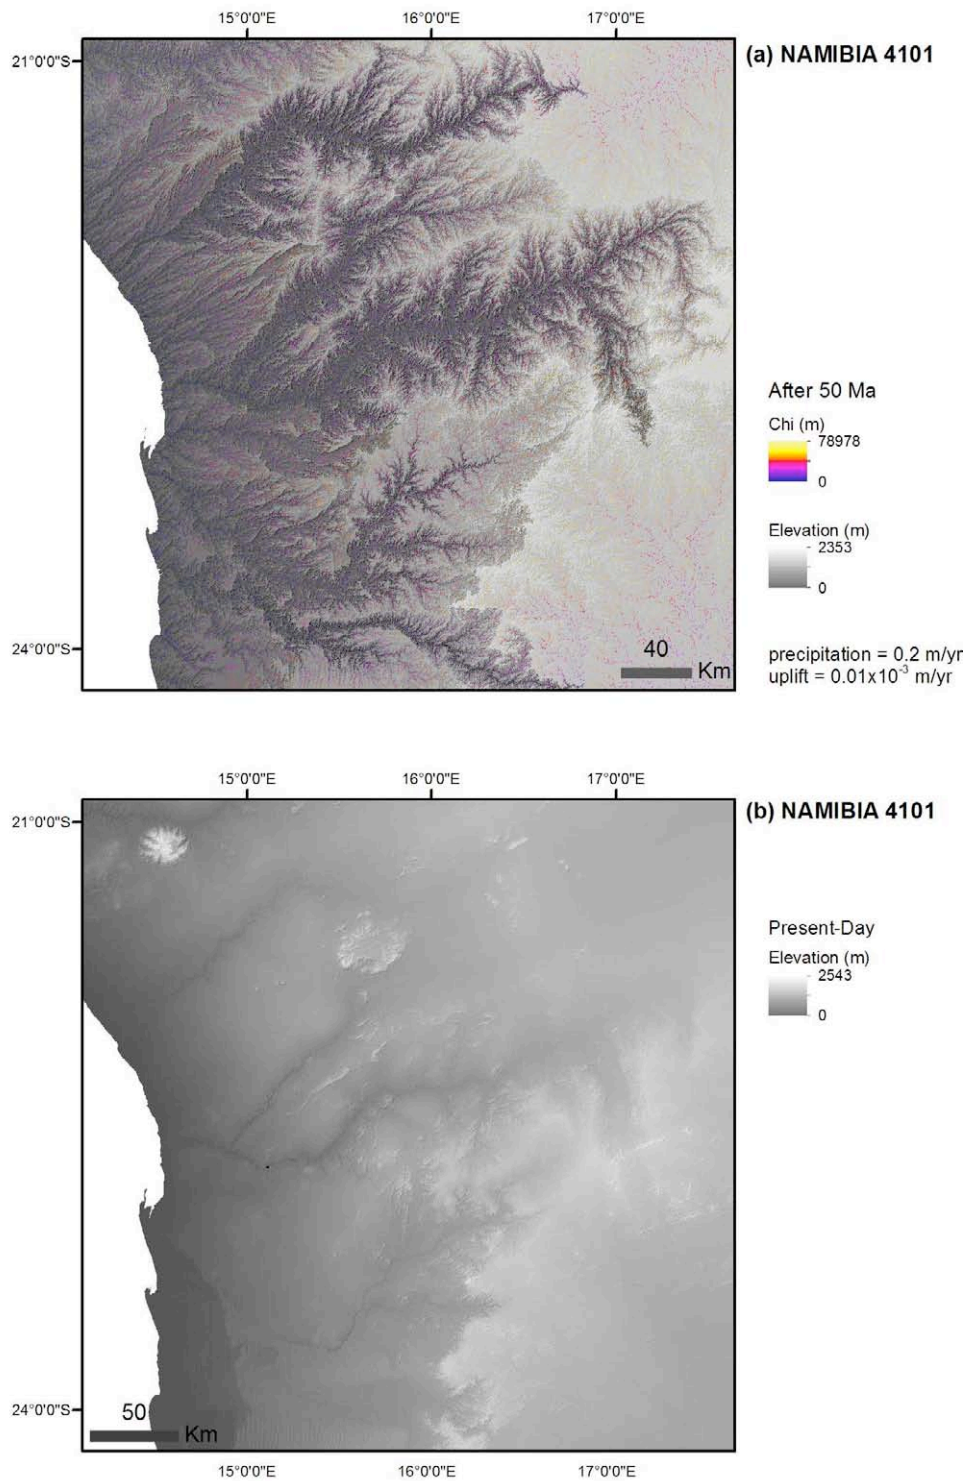 15°0'0"E 16°0'0"E 17°0'0"E
21°0'0"S
(a) NAMIBIA 4101
After 50 Ma
Chi (m)
78978
0
Elevation (m)
2353
0
24°0'0"S
40
Km
precipitation = 0.2 m/yr
uplift = 0.01x10⁻³ m/yr
15°0'0"E 16°0'0"E 17°0'0"E
21°0'0"S
(b) NAMIBIA 4101
Present-Day
Elevation (m)
2543
0
24°0'0"S
50
Km
15°0'0"E 16°0'0"E 17°0'0"E